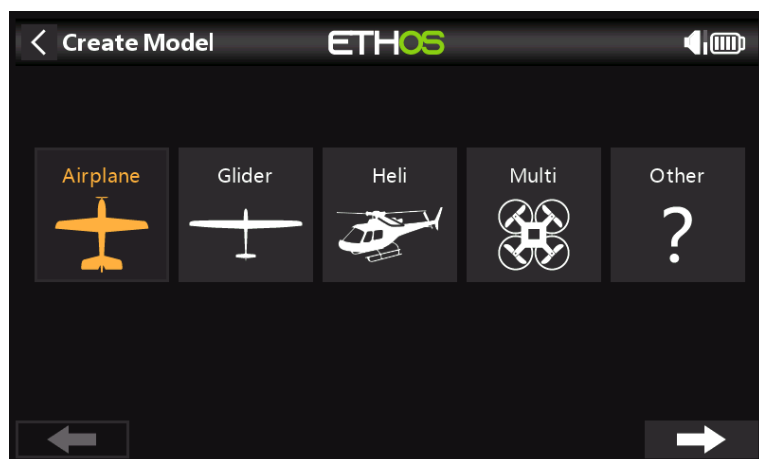 Create Model
ETHOS
Airplane
Glider
Heli
Multi
Other
?